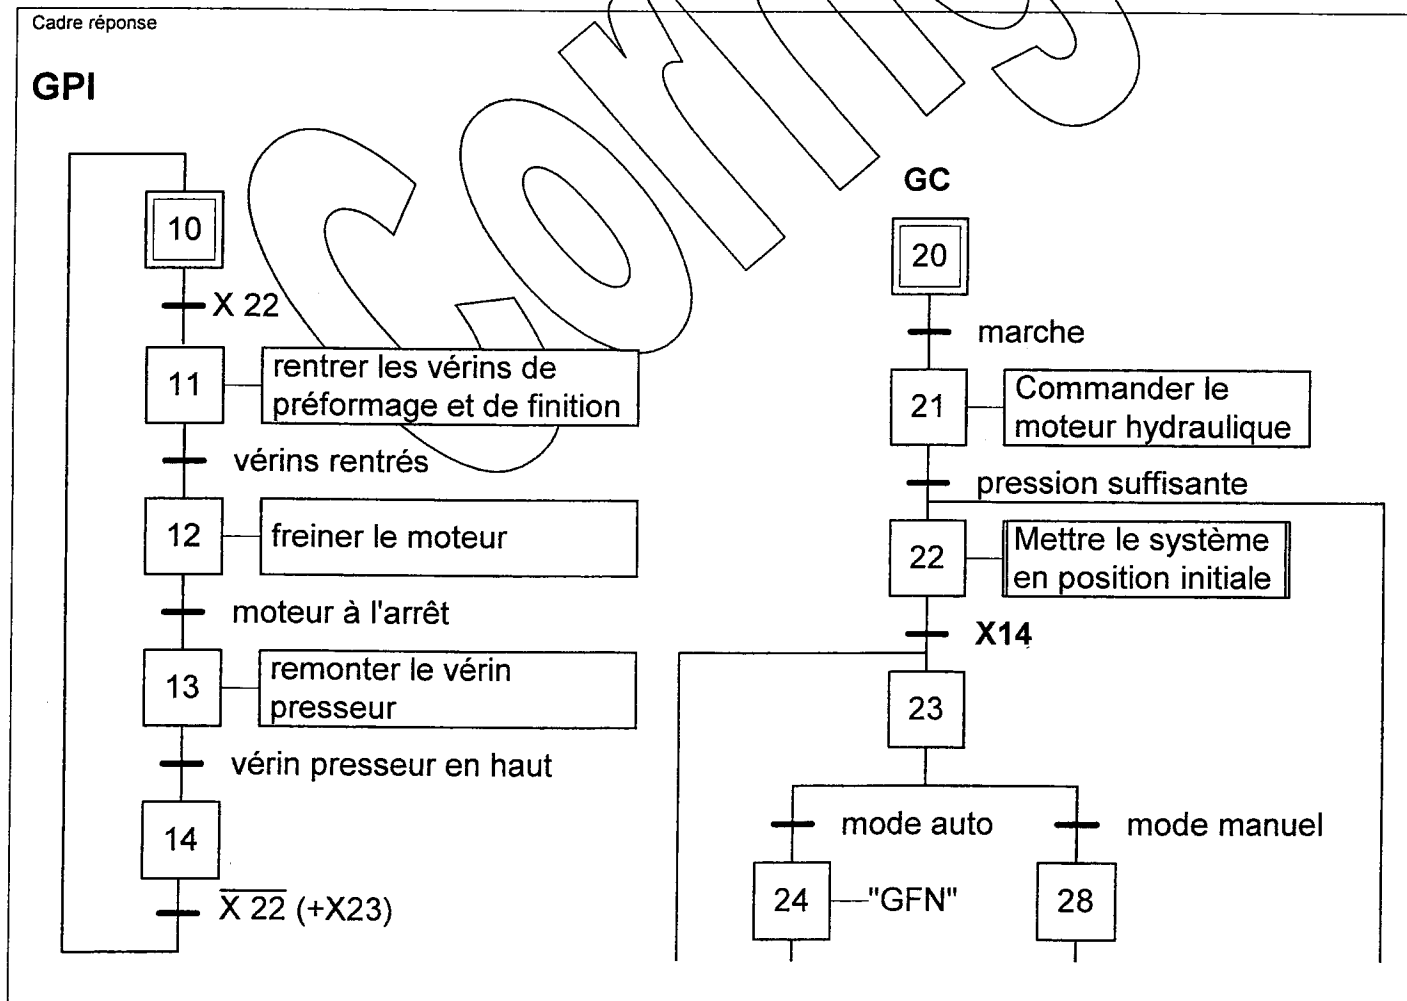 Cadre réponse
GPI
10
X 22
11
rentrer les vérins de
préformage et de finition
vérins rentrés
12
freiner le moteur
moteur à l'arrêt
13
remonter le vérin
presseur
vérin presseur en haut
14
X 22 (+X23)
Corrigé
GC
20
marche
21
Commander le
moteur hydraulique
pression suffisante
22
Mettre le système
en position initiale
X14
23
mode auto
mode manuel
24
"GFN"
28